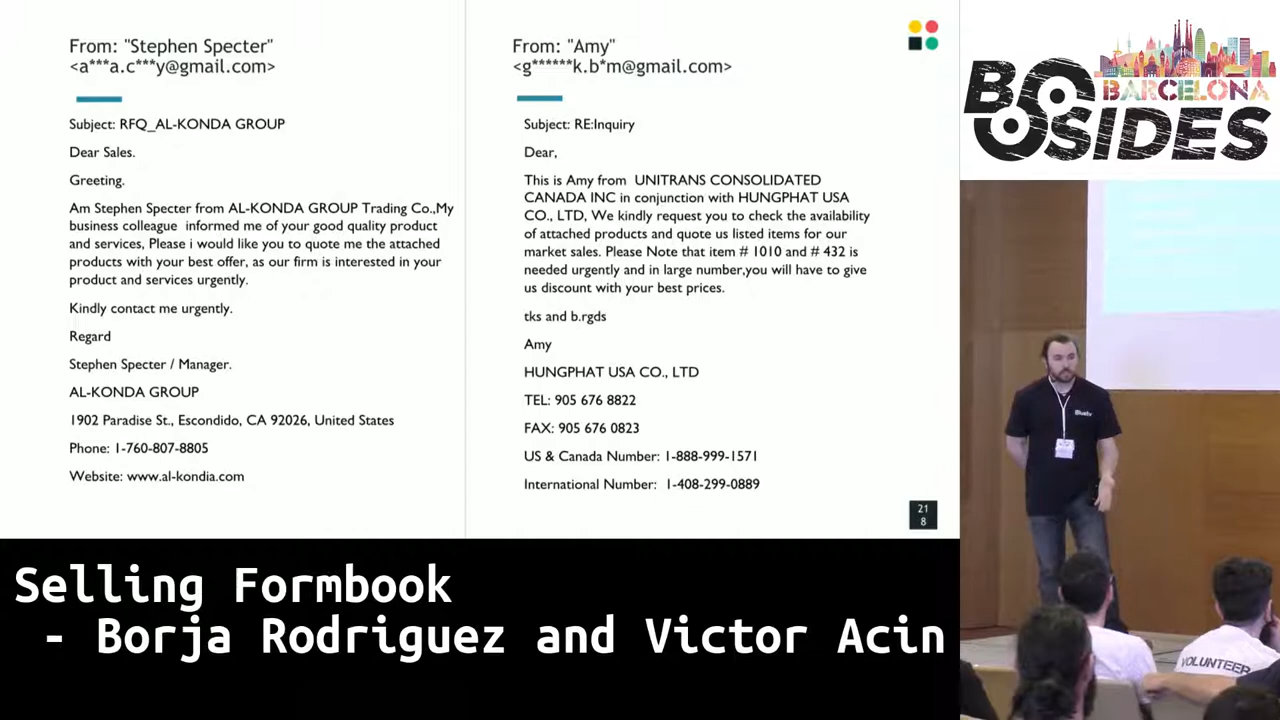 From: "Stephen Specter"
<a***a.c***y@gmail.com>
Subject: RFQ_AL-KONDA GROUP
Dear Sales.
Greeting.
Am Stephen Specter from AL-KONDA GROUP Trading Co.,My
business colleague informed me of your good quality product
and services, Please i would like you to quote me the attached
products with your best offer, as our firm is interested in your
product and services urgently.
Kindly contact me urgently.
Regard
Stephen Specter / Manager.
AL-KONDA GROUP
1902 Paradise St., Escondido, CA 92026, United States
Phone: 1-760-807-8805
Website: www.al-kondia.com
From: "Amy"
<g******k.b*m@gmail.com>
Subject: RE:Inquiry
Dear,
This is Amy from UNITRANS CONSOLIDATED
CANADA INC in conjunction with HUNGPHAT USA
CO., LTD, We kindly request you to check the availability
of attached products and quote us listed items for our
market sales. Please Note that item # 1010 and # 432 is
needed urgently and in large number,you will have to give
us discount with your best prices.
tks and b.rgds
Amy
HUNGPHAT USA CO., LTD
TEL: 905 676 8822
FAX: 905 676 0823
US & Canada Number: 1-888-999-1571
International Number: 1-408-299-0889
21
8
BSIDES
BARCELONA
VOLUNTEER
Selling Formbook
- Borja Rodriguez and Victor Acin